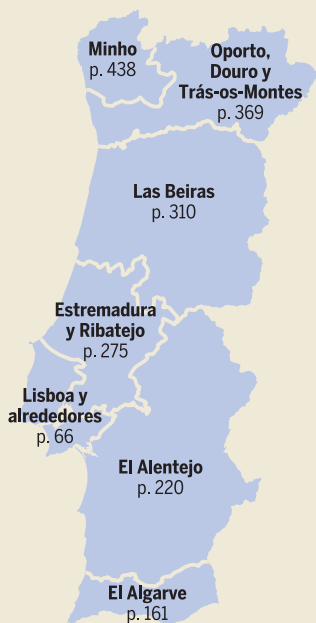 Minho
p. 438
Oporto,
Douro y
Trás-os-Montes
p. 369
Las Beiras
p. 310
Estremadura
y Ribatejo
p. 275
Lisboa y
alrededores
p. 66
El Alentejo
p. 220
El Algarve
p. 161